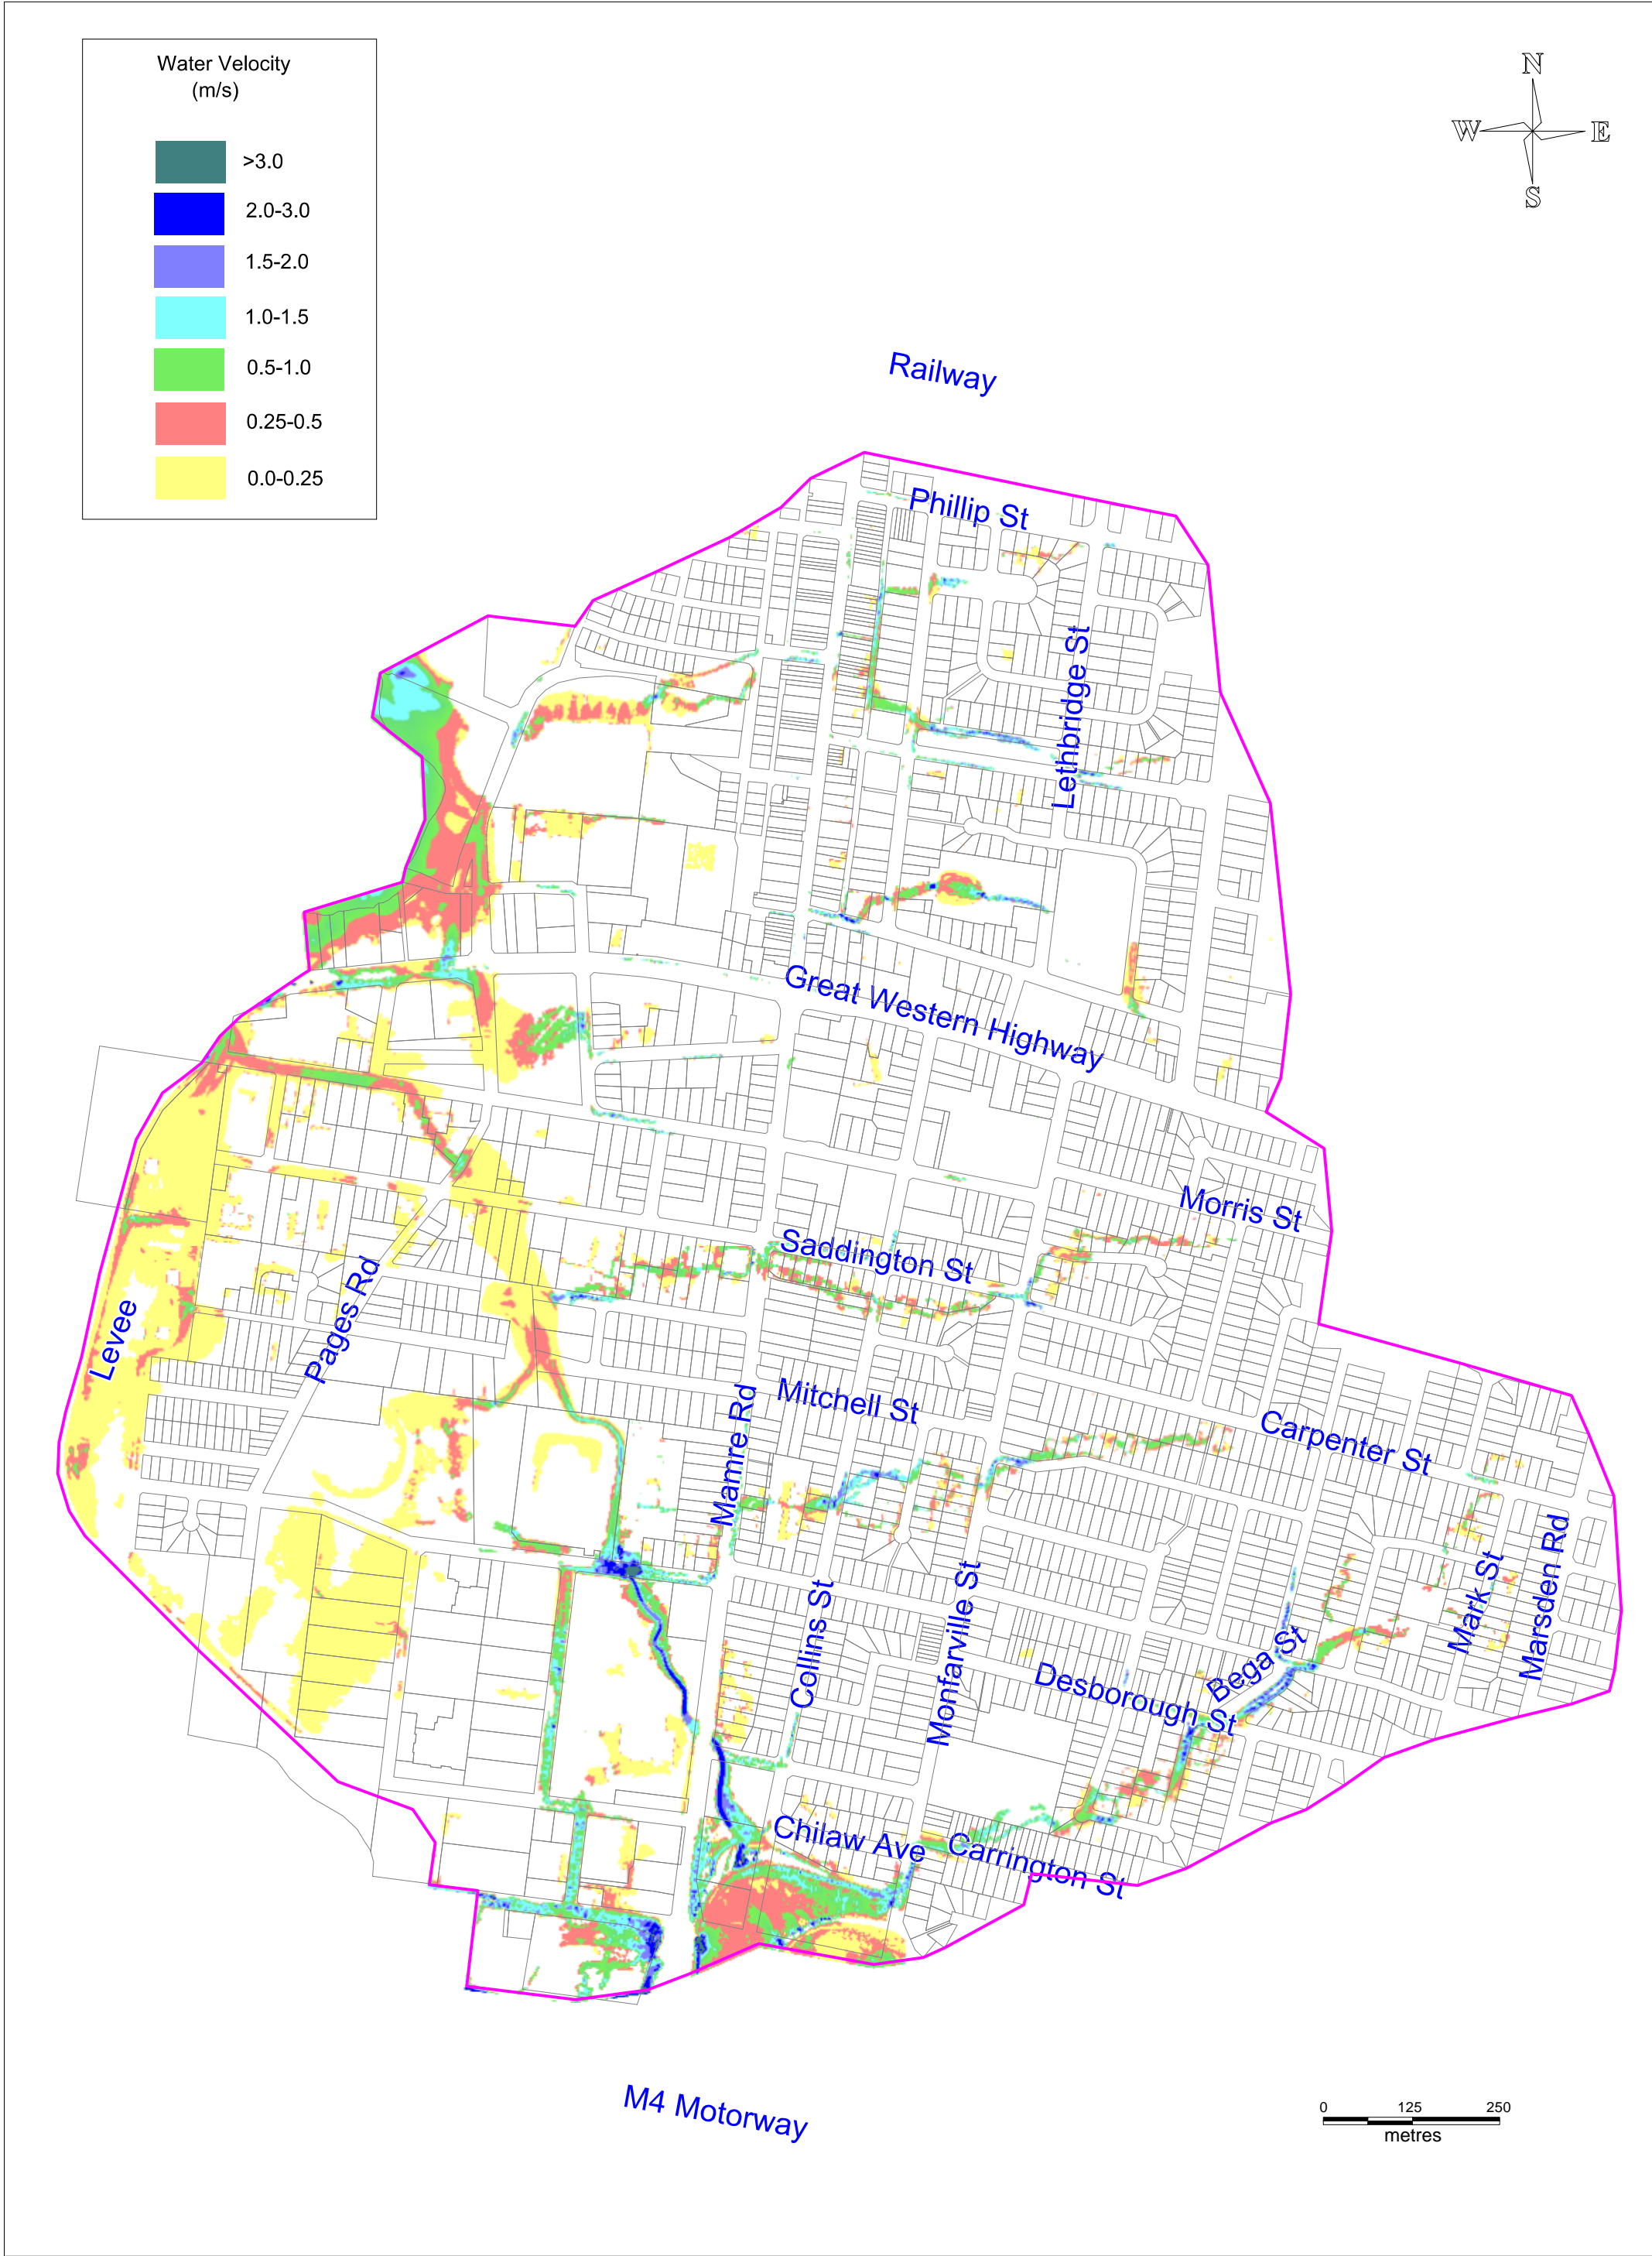 Water Velocity
(m/s)
>3.0
2.0-3.0
1.5-2.0
1.0-1.5
0.5-1.0
0.25-0.5
0.0-0.25
N
W E
S
Railway
Phillip St
Lethbridge St
Great Western Highway
Morris St
Saddington St
Pages Rd
Levee
Mitchell St
Mamre Rd
Carpenter St
Collins St
Monfarville St
Desborough St
Bega St
Mark St
Marsden Rd
Chilaw Ave
Carrington St
M4 Motorway
0 125 250
metres